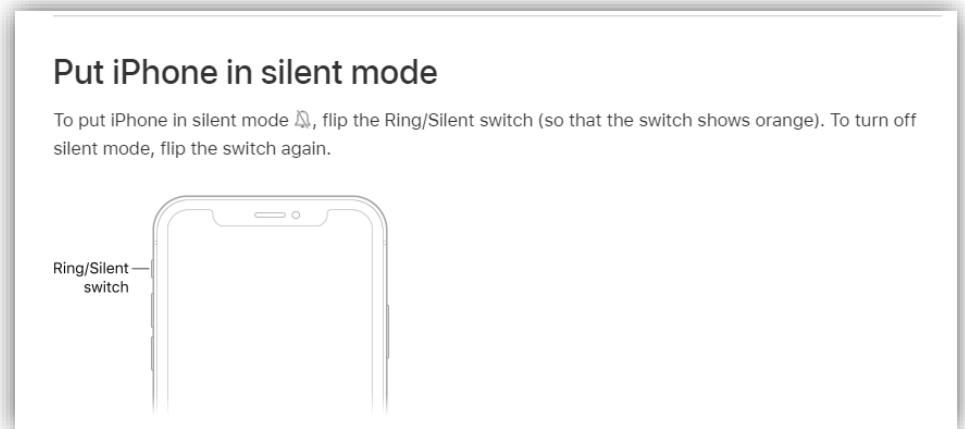 Put iPhone in silent mode
To put iPhone in silent mode , flip the Ring/Silent switch (so that the switch shows orange). To turn off
silent mode, flip the switch again.
Ring/Silent
switch